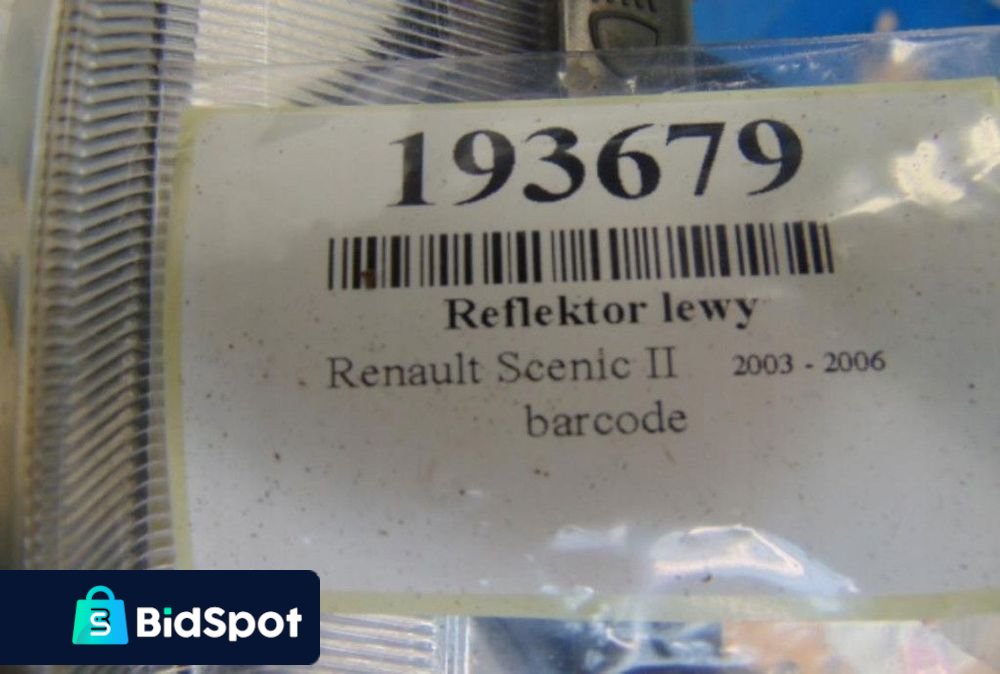 193679
Reflektor lewy
Renault Scenic II 2003 - 2006
barcode
BidSpot